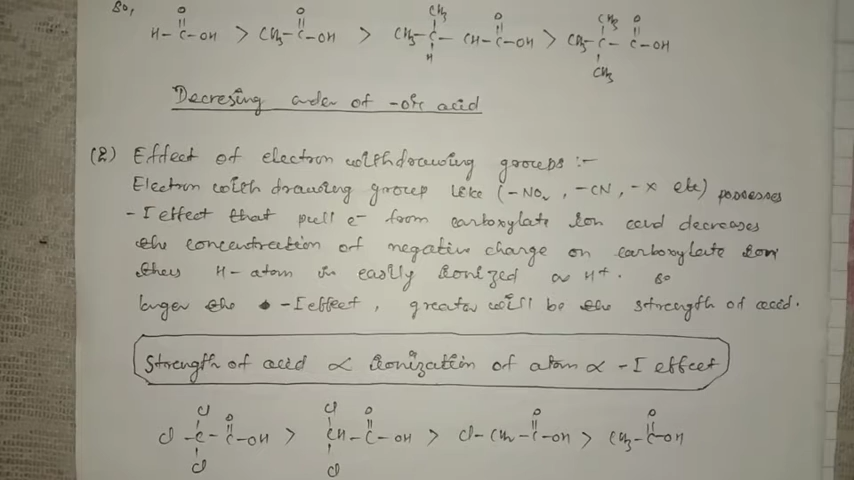 So,
H-C(=O)-OH > CH3-C(=O)-OH > CH3-C(CH3)(H)-CH-C(=O)-OH > CH3-C(CH3)(CH3)-C(=O)-OH
Decresing order of -oic acid
(2) Effect of electron withdrawing groups :-
Electron with drawing group like (-NO2, -CN, -X etc) possesses
-I effect that pull e- from carboxylate ion and decreases
the concentration of negative charge on carboxylate ion
thus H-atom is easily ionized as H+. so
larger the -I effect, greater will be the strength of acid.
Strength of acid ∝ ionization of atom ∝ -I effect
Cl-C(Cl)(Cl)-C(=O)-OH > CH(Cl)(Cl)-C(=O)-OH > Cl-CH2-C(=O)-OH > CH3-C(=O)-OH